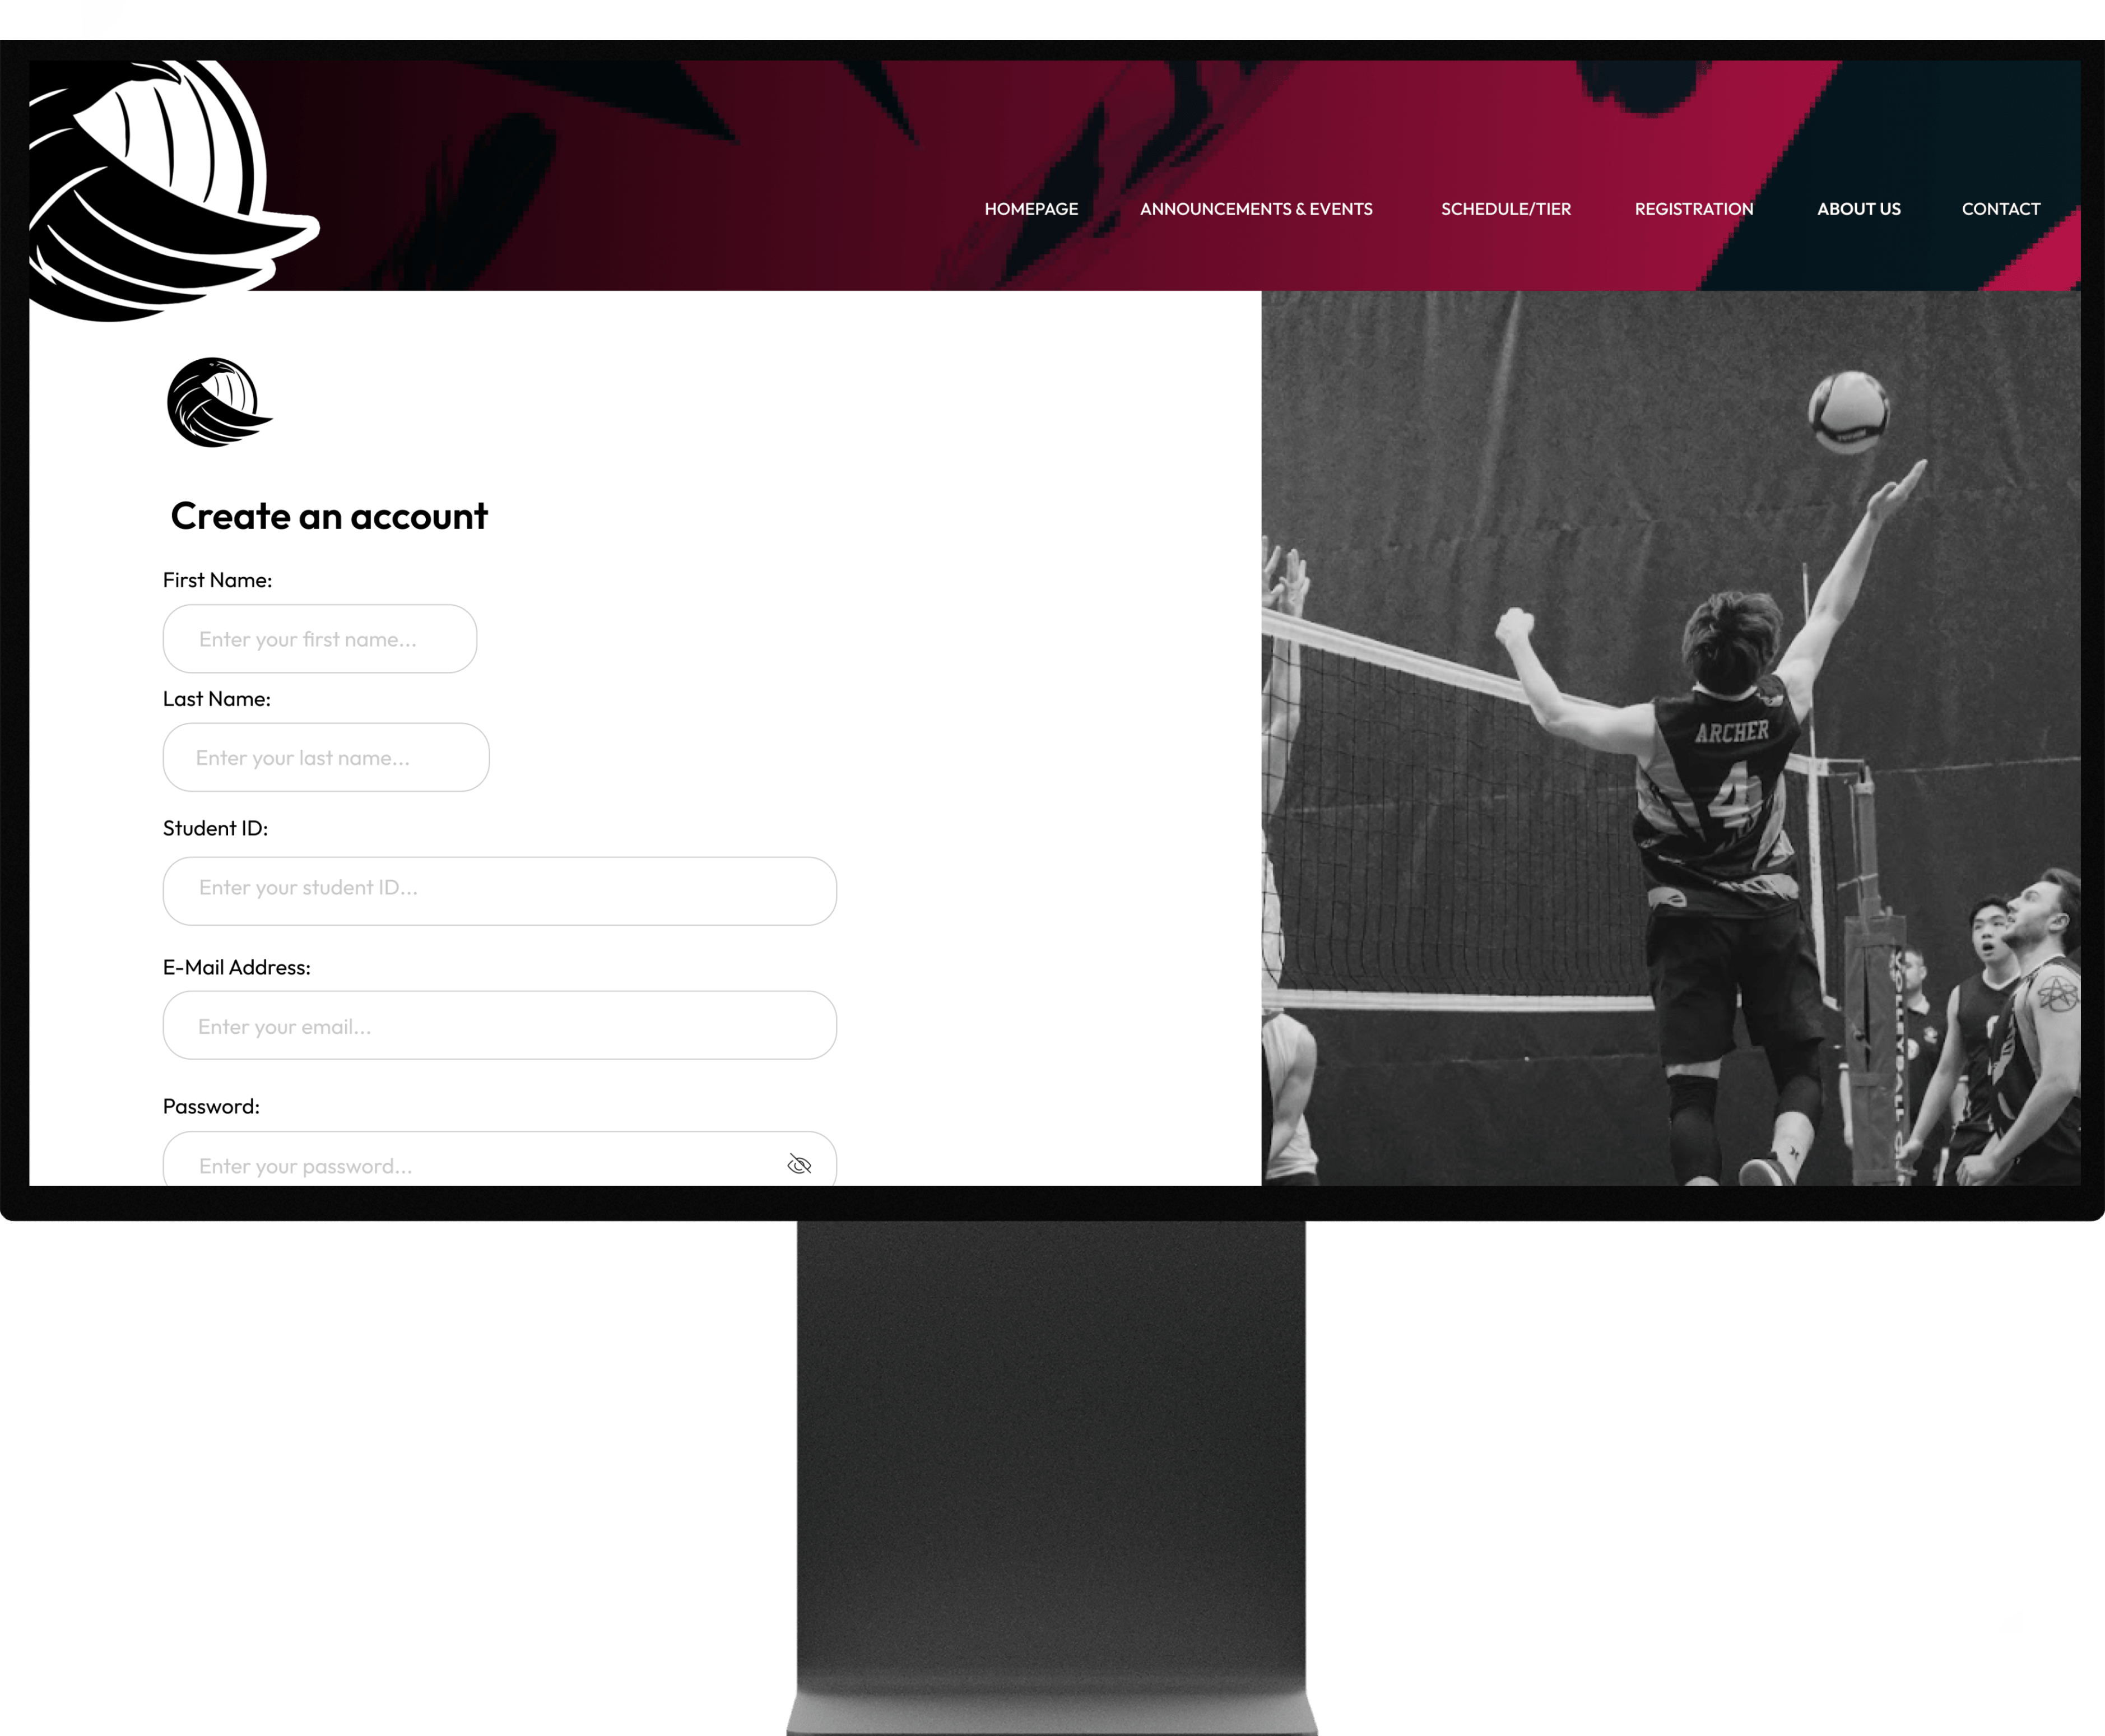 HOMEPAGE ANNOUNCEMENTS & EVENTS SCHEDULE/TIER REGISTRATION ABOUT US CONTACT
Create an account
First Name:
Enter your first name...
Last Name:
Enter your last name...
Student ID:
Enter your student ID...
E-Mail Address:
Enter your email...
Password:
Enter your password...
ARCHER
4